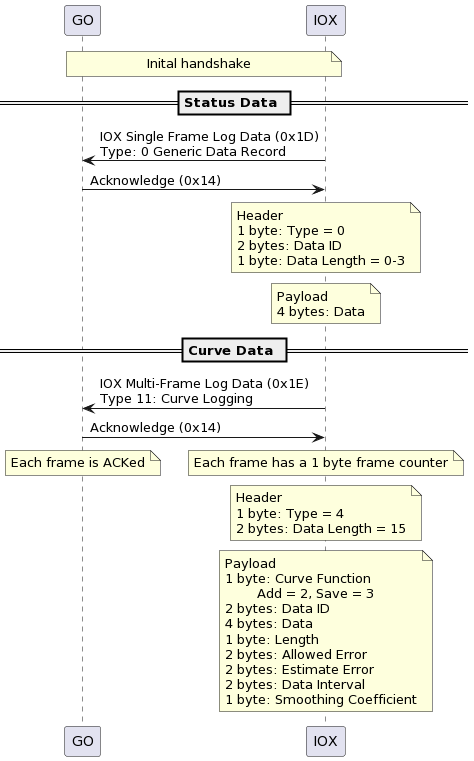 GO
IOX
Inital handshake
Status Data
IOX Single Frame Log Data (0x1D)
Type: 0 Generic Data Record
Acknowledge (0x14)
Header
1 byte: Type = 0
2 bytes: Data ID
1 byte: Data Length = 0-3
Payload
4 bytes: Data
Curve Data
IOX Multi-Frame Log Data (0x1E)
Type 11: Curve Logging
Acknowledge (0x14)
Each frame is ACKed
Each frame has a 1 byte frame counter
Header
1 byte: Type = 4
2 bytes: Data Length = 15
Payload
1 byte: Curve Function
Add = 2, Save = 3
2 bytes: Data ID
4 bytes: Data
1 byte: Length
2 bytes: Allowed Error
2 bytes: Estimate Error
2 bytes: Data Interval
1 byte: Smoothing Coefficient
GO
IOX